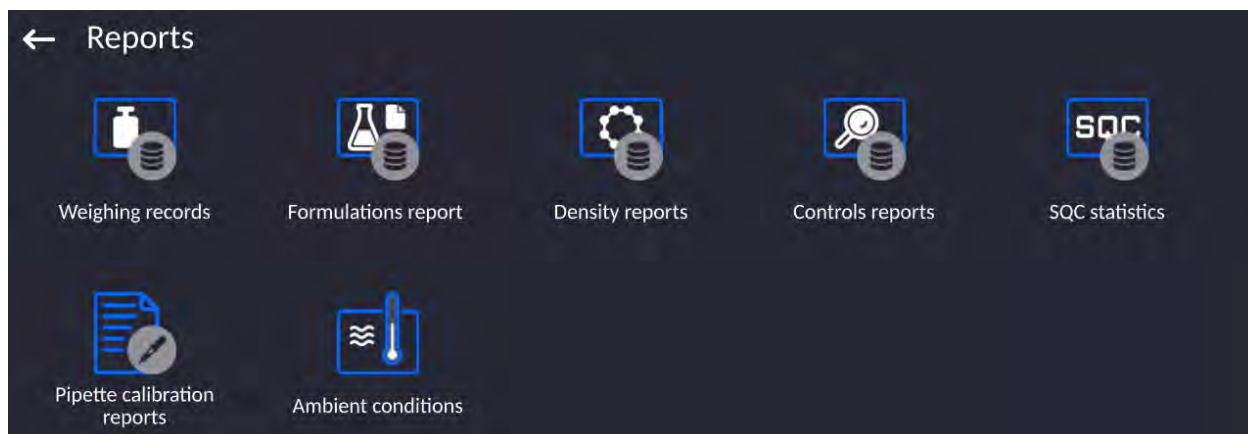 Reports
SQC
Weighing records
Formulations report
Density reports
Controls reports
SQC statistics
Pipette calibration
reports
Ambient conditions